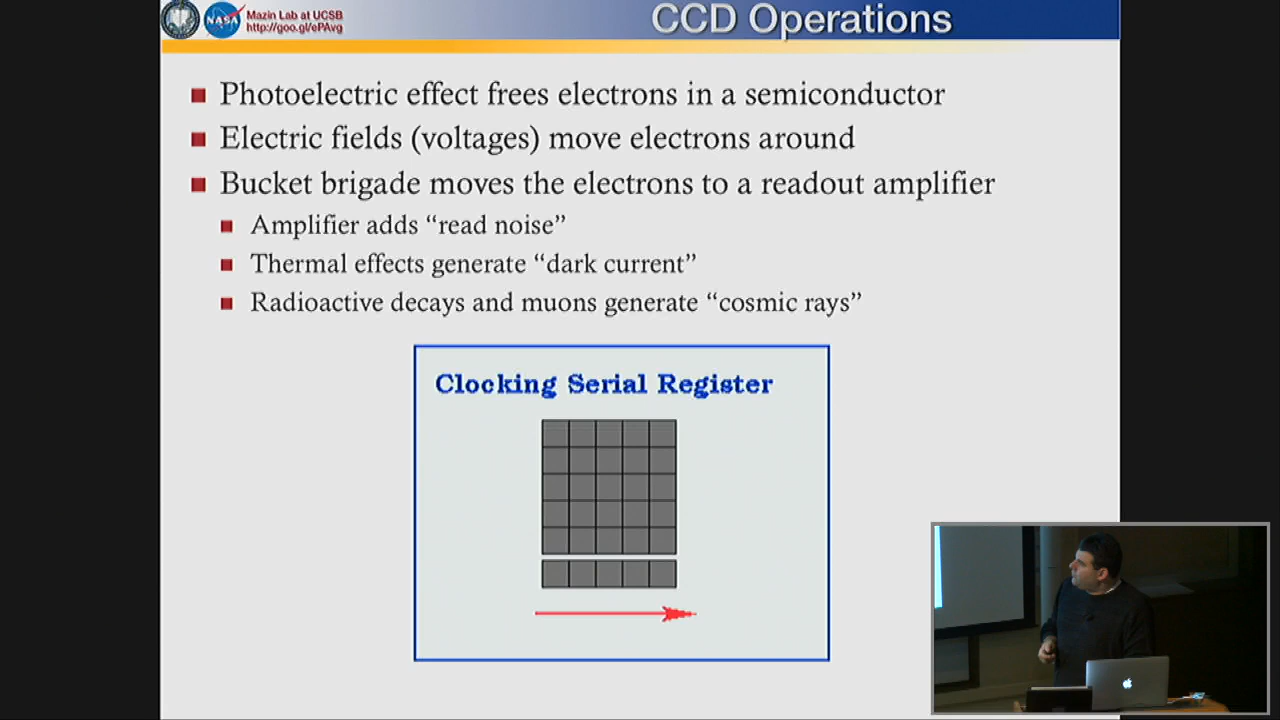 NASA
Mazin Lab at UCSB
http://goo.gl/ePAvg
CCD Operations
Photoelectric effect frees electrons in a semiconductor
Electric fields (voltages) move electrons around
Bucket brigade moves the electrons to a readout amplifier
Amplifier adds “read noise”
Thermal effects generate “dark current”
Radioactive decays and muons generate “cosmic rays”
Clocking Serial Register